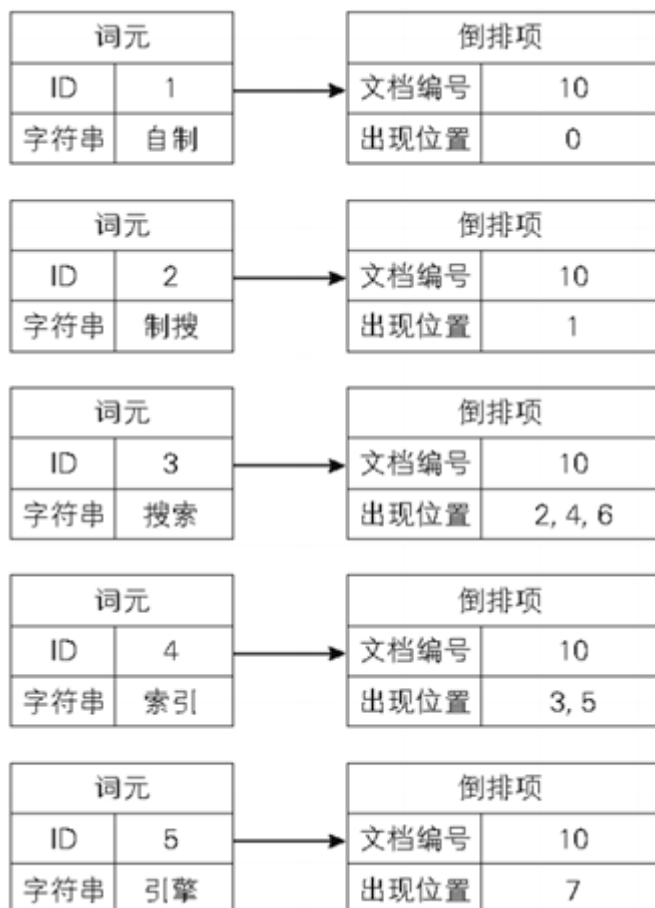 词元 倒排项
ID 1 文档编号 10
字符串 自制 出现位置 0
词元 倒排项
ID 2 文档编号 10
字符串 制搜 出现位置 1
词元 倒排项
ID 3 文档编号 10
字符串 搜索 出现位置 2, 4, 6
词元 倒排项
ID 4 文档编号 10
字符串 索引 出现位置 3, 5
词元 倒排项
ID 5 文档编号 10
字符串 引擎 出现位置 7